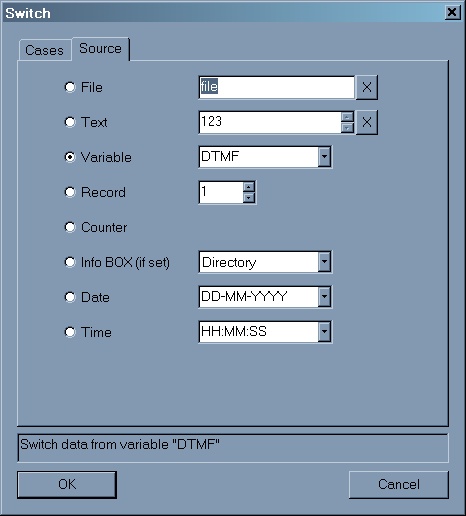 Switch
Cases Source
File file X
Text 123 X
Variable DTMF
Record 1
Counter
Info BOX (if set) Directory
Date DD-MM-YYYY
Time HH:MM:SS
Switch data from variable "DTMF"
OK Cancel